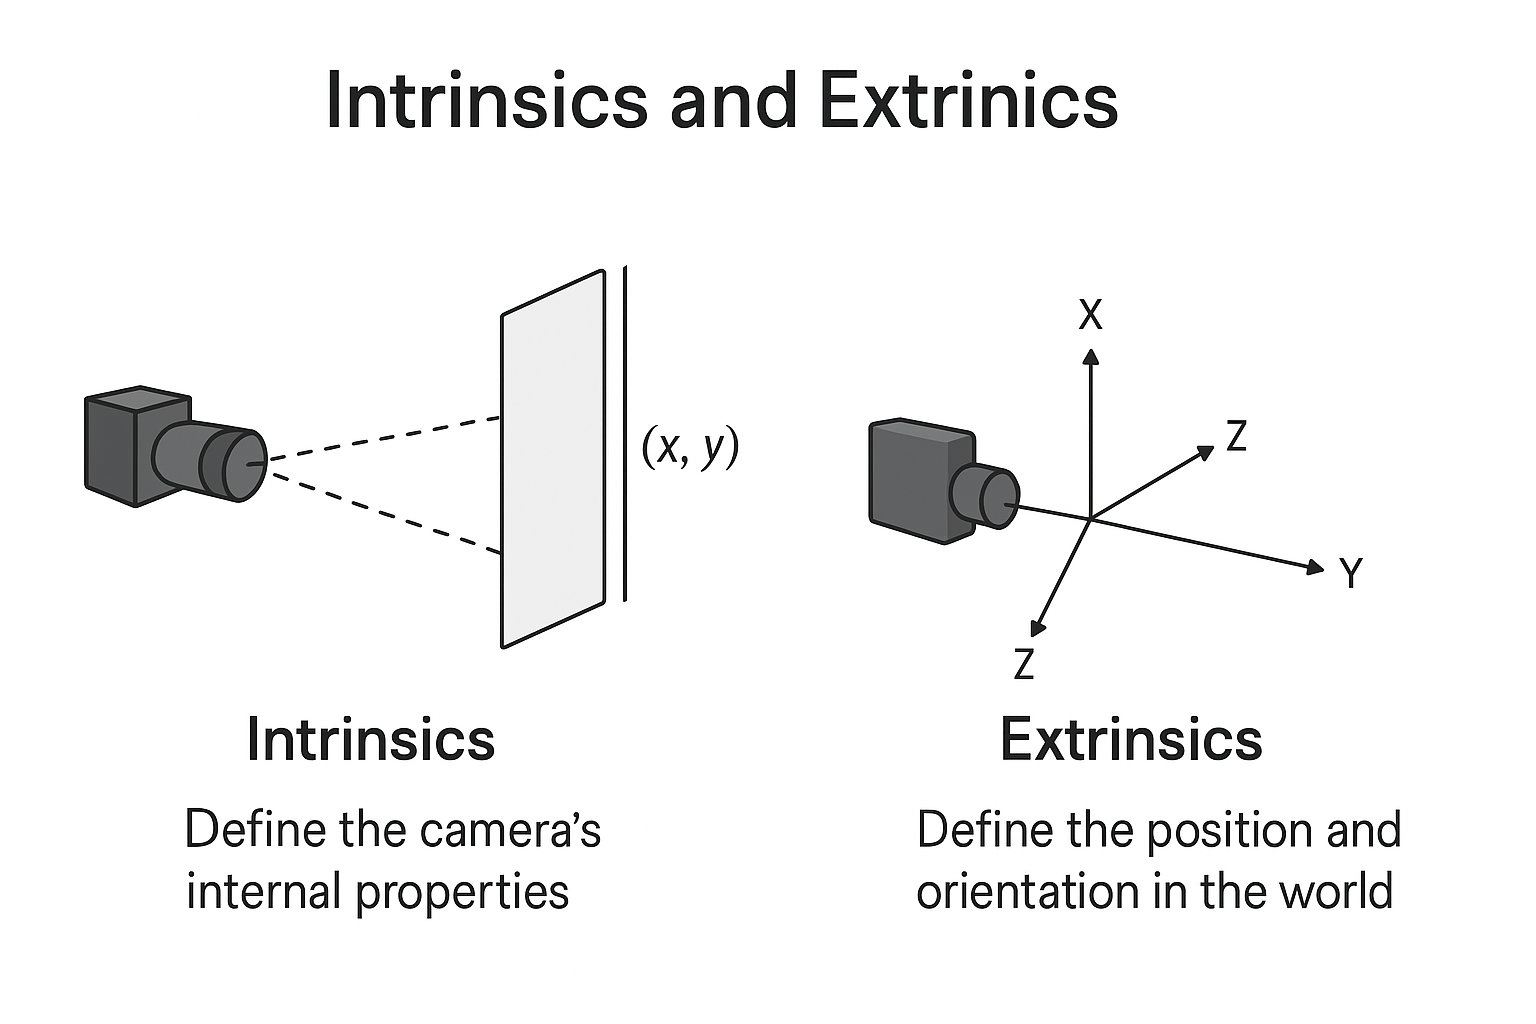 Intrinsics and Extrinics
(x, y)
X
Z
Y
Z
Intrinsics
Define the camera’s
internal properties
Extrinsics
Define the position and
orientation in the world